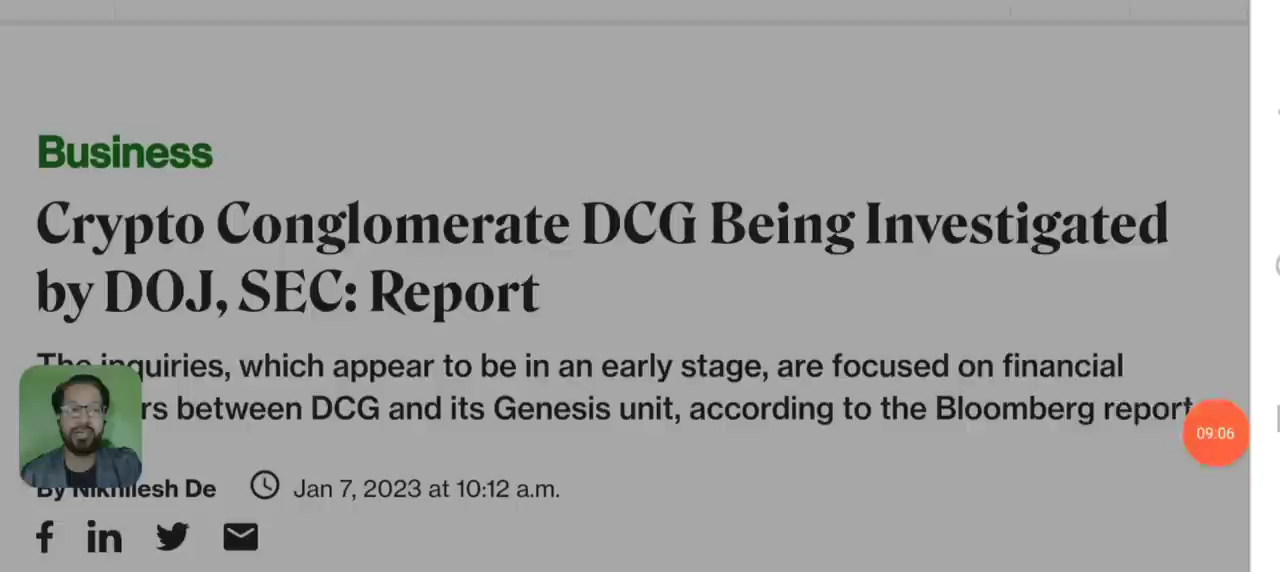 Business
Crypto Conglomerate DCG Being Investigated
by DOJ, SEC: Report
The inquiries, which appear to be in an early stage, are focused on financial
rs between DCG and its Genesis unit, according to the Bloomberg report.
09:06
By Nikhilesh De Jan 7, 2023 at 10:12 a.m.